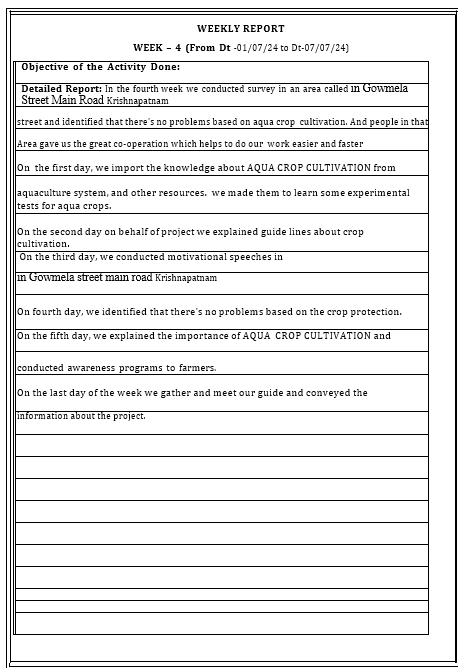 WEEKLY REPORT
WEEK – 4 (From Dt -01/07/24 to Dt-07/07/24)
Objective of the Activity Done:
Detailed Report: In the fourth week we conducted survey in an area called in Gowmela
Street Main Road Krishnapatnam
street and identified that there's no problems based on aqua crop cultivation. And people in that
Area gave us the great co-operation which helps to do our work easier and faster
On the first day, we import the knowledge about AQUA CROP CULTIVATION from
aquaculture system, and other resources. we made them to learn some experimental
tests for aqua crops.
On the second day on behalf of project we explained guide lines about crop
cultivation.
On the third day, we conducted motivational speeches in
in Gowmela street main road Krishnapatnam
On fourth day, we identified that there's no problems based on the crop protection.
On the fifth day, we explained the importance of AQUA CROP CULTIVATION and
conducted awareness programs to farmers.
On the last day of the week we gather and meet our guide and conveyed the
information about the project.